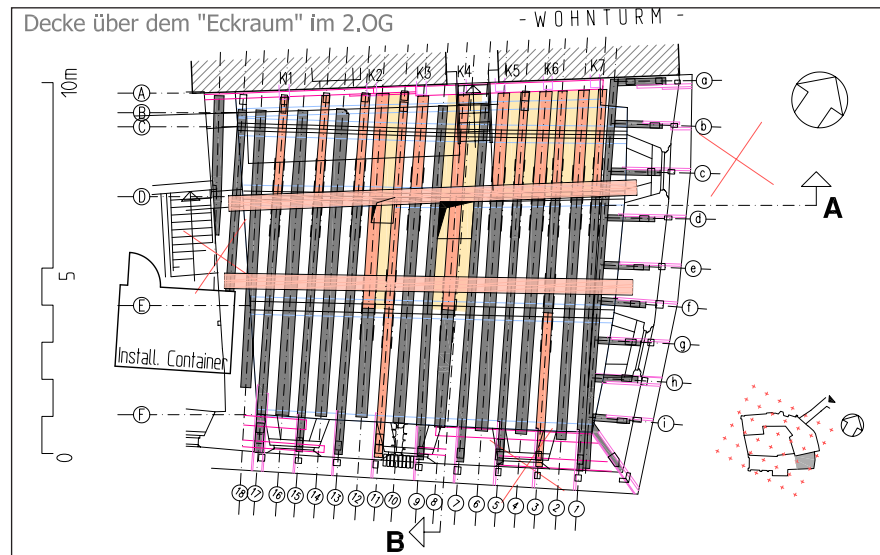 Decke über dem "Eckraum" im 2.OG
- WOHNTURM -
K1 K2 K3 K4 K5 K6 K7
10m
5
0
A
B
C
D
E
F
a
b
c
d
e
f
g
h
i
A
Install. Container
18 17 16 15 14 13 12 11 10 9 8 7 6 5 4 3 2 1
B